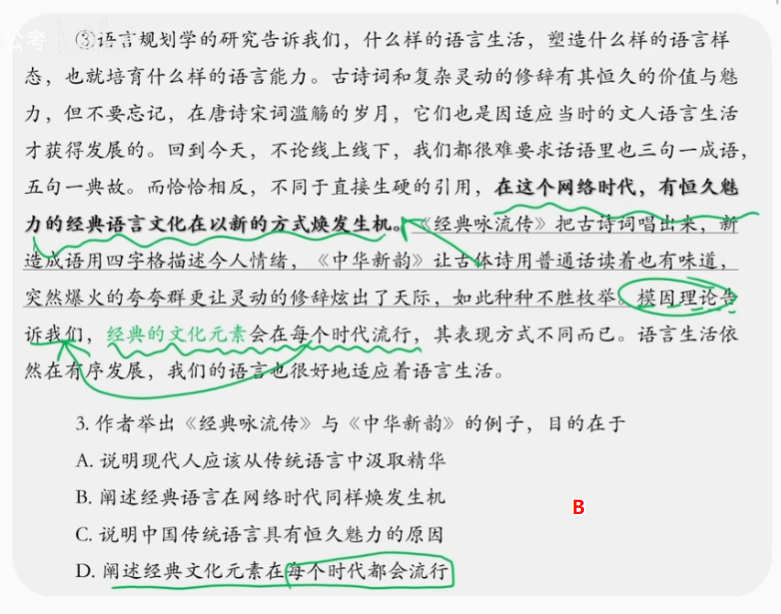 公考
③语言规划学的研究告诉我们，什么样的语言生活，塑造什么样的语言样
态，也就培育什么样的语言能力。古诗词和复杂灵动的修辞有其恒久的价值与魅
力，但不要忘记，在唐诗宋词滥觞的岁月，它们也是因适应当时的文人语言生活
才获得发展的。回到今天，不论线上线下，我们都很难要求话语里也三句一成语，
五句一典故。而恰恰相反，不同于直接生硬的引用，在这个网络时代，有恒久魅
力的经典语言文化在以新的方式焕发生机。《经典咏流传》把古诗词唱出来，新
造成语用四字格描述今人情绪，《中华新韵》让古体诗用普通话读着也有味道，
突然爆火的夸夸群更让灵动的修辞炫出了天际，如此种种不胜枚举。模因理论告
诉我们，经典的文化元素会在每个时代流行，其表现方式不同而已。语言生活依
然在有序发展，我们的语言也很好地适应着语言生活。
3. 作者举出《经典咏流传》与《中华新韵》的例子，目的在于
A. 说明现代人应该从传统语言中汲取精华
B. 阐述经典语言在网络时代同样焕发生机
B
C. 说明中国传统语言具有恒久魅力的原因
D. 阐述经典文化元素在每个时代都会流行